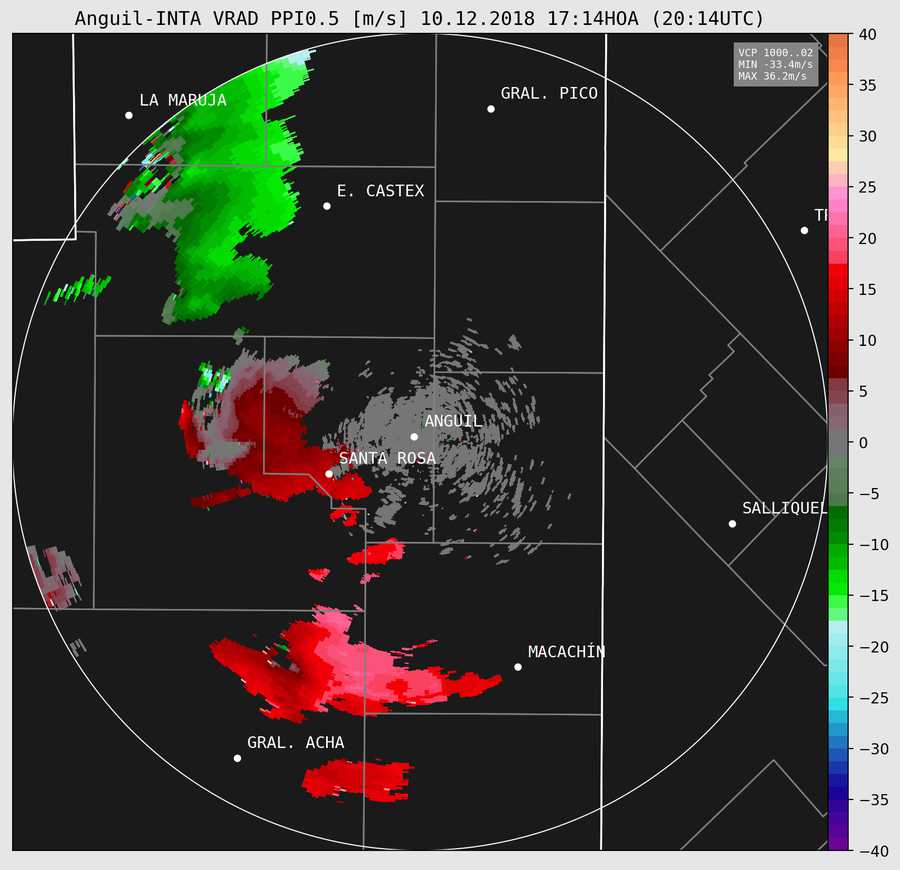 Anguil-INTA VRAD PPI0.5 [m/s] 10.12.2018 17:14HOA (20:14UTC)
VCP 1000..02
MIN -33.4m/s
MAX 36.2m/s
LA MARUJA
GRAL. PICO
E. CASTEX
TR
ANGUIL
SANTA ROSA
SALLIQUEL
MACACHÍN
GRAL. ACHA
40
35
30
25
20
15
10
5
0
−5
−10
−15
−20
−25
−30
−35
−40